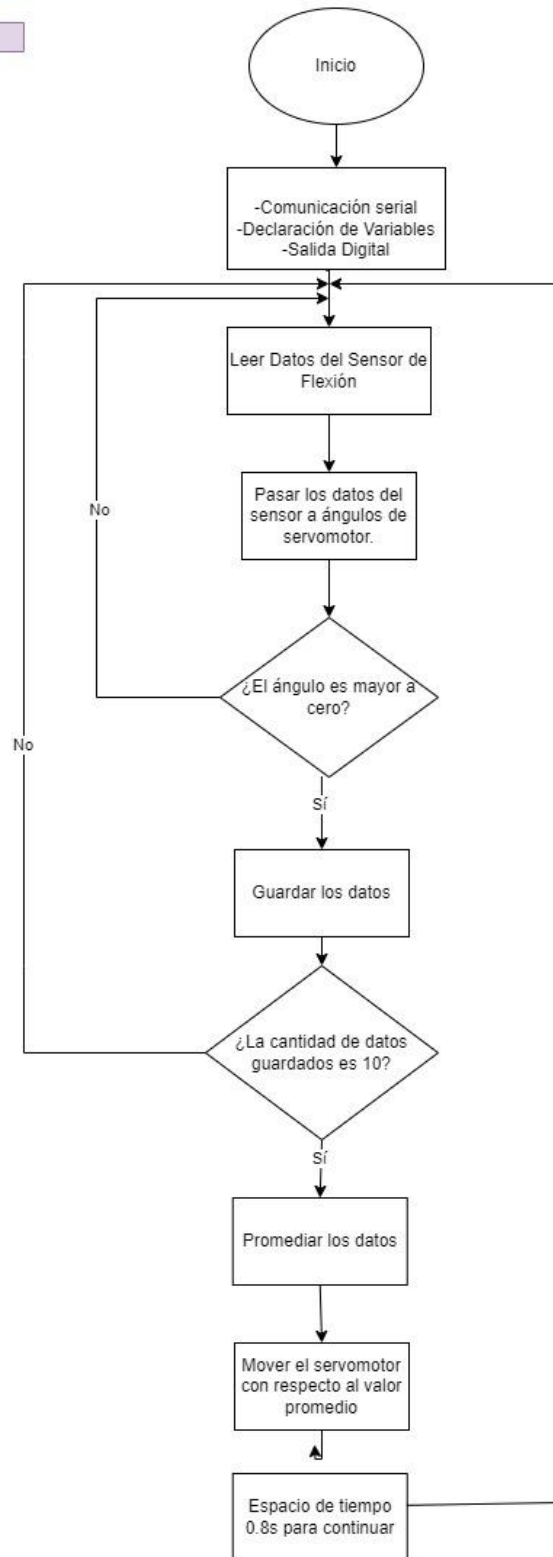 Inicio
-Comunicación serial
-Declaración de Variables
-Salida Digital
Leer Datos del Sensor de
Flexión
Pasar los datos del
sensor a ángulos de
servomotor.
No
¿El ángulo es mayor a
cero?
No
Sí
Guardar los datos
¿La cantidad de datos
guardados es 10?
Sí
Promediar los datos
Mover el servomotor
con respecto al valor
promedio
Espacio de tiempo
0.8s para continuar